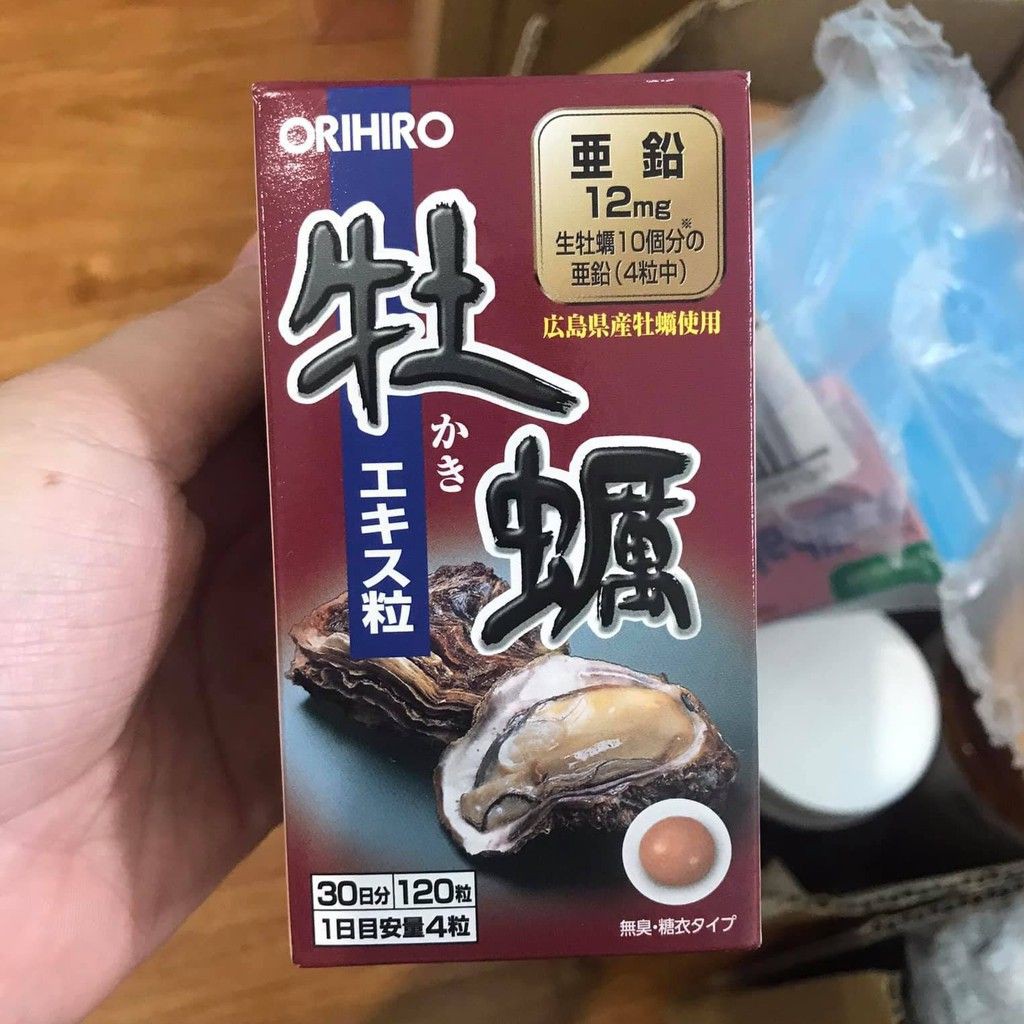 ORIHIRO
亜鉛
12mg
生牡蠣10個分※の
亜鉛(4粒中)
広島県産牡蠣使用
牡蠣
かき
エキス粒
30日分 120粒
1日目安量4粒
無臭・糖衣タイプ